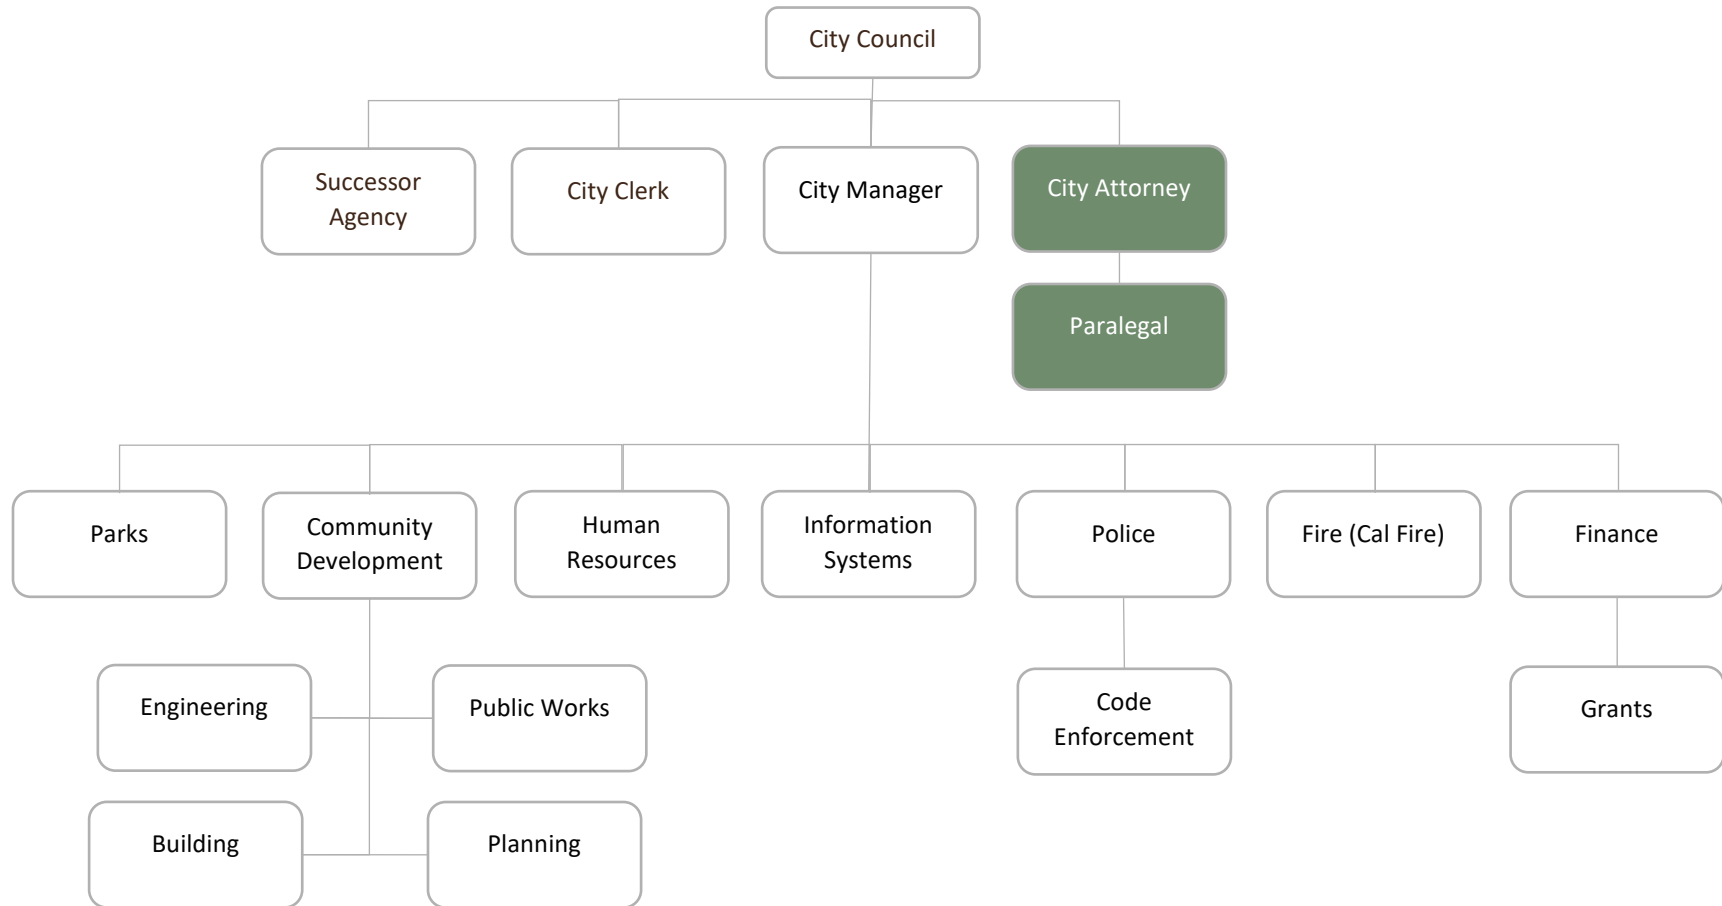 City Council
Successor
Agency
City Clerk
City Manager
City Attorney
Paralegal
Parks
Community
Development
Human
Resources
Information
Systems
Police
Fire (Cal Fire)
Finance
Engineering
Public Works
Code
Enforcement
Grants
Building
Planning